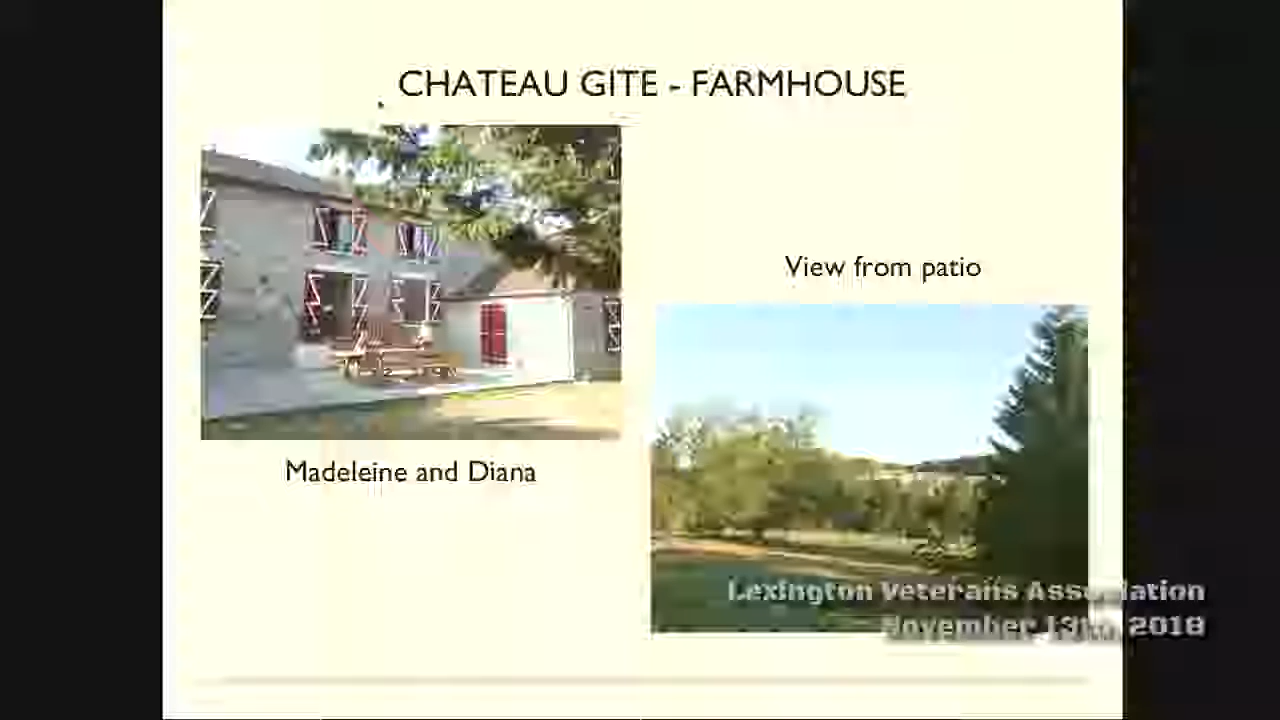 CHATEAU GITE - FARMHOUSE
View from patio
Madeleine and Diana
Lexington Veterans Association
November 13th, 2018